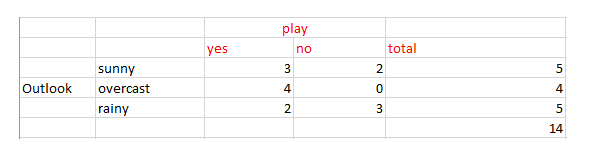 play
yes no total
sunny 3 2 5
Outlook overcast 4 0 4
rainy 2 3 5
14